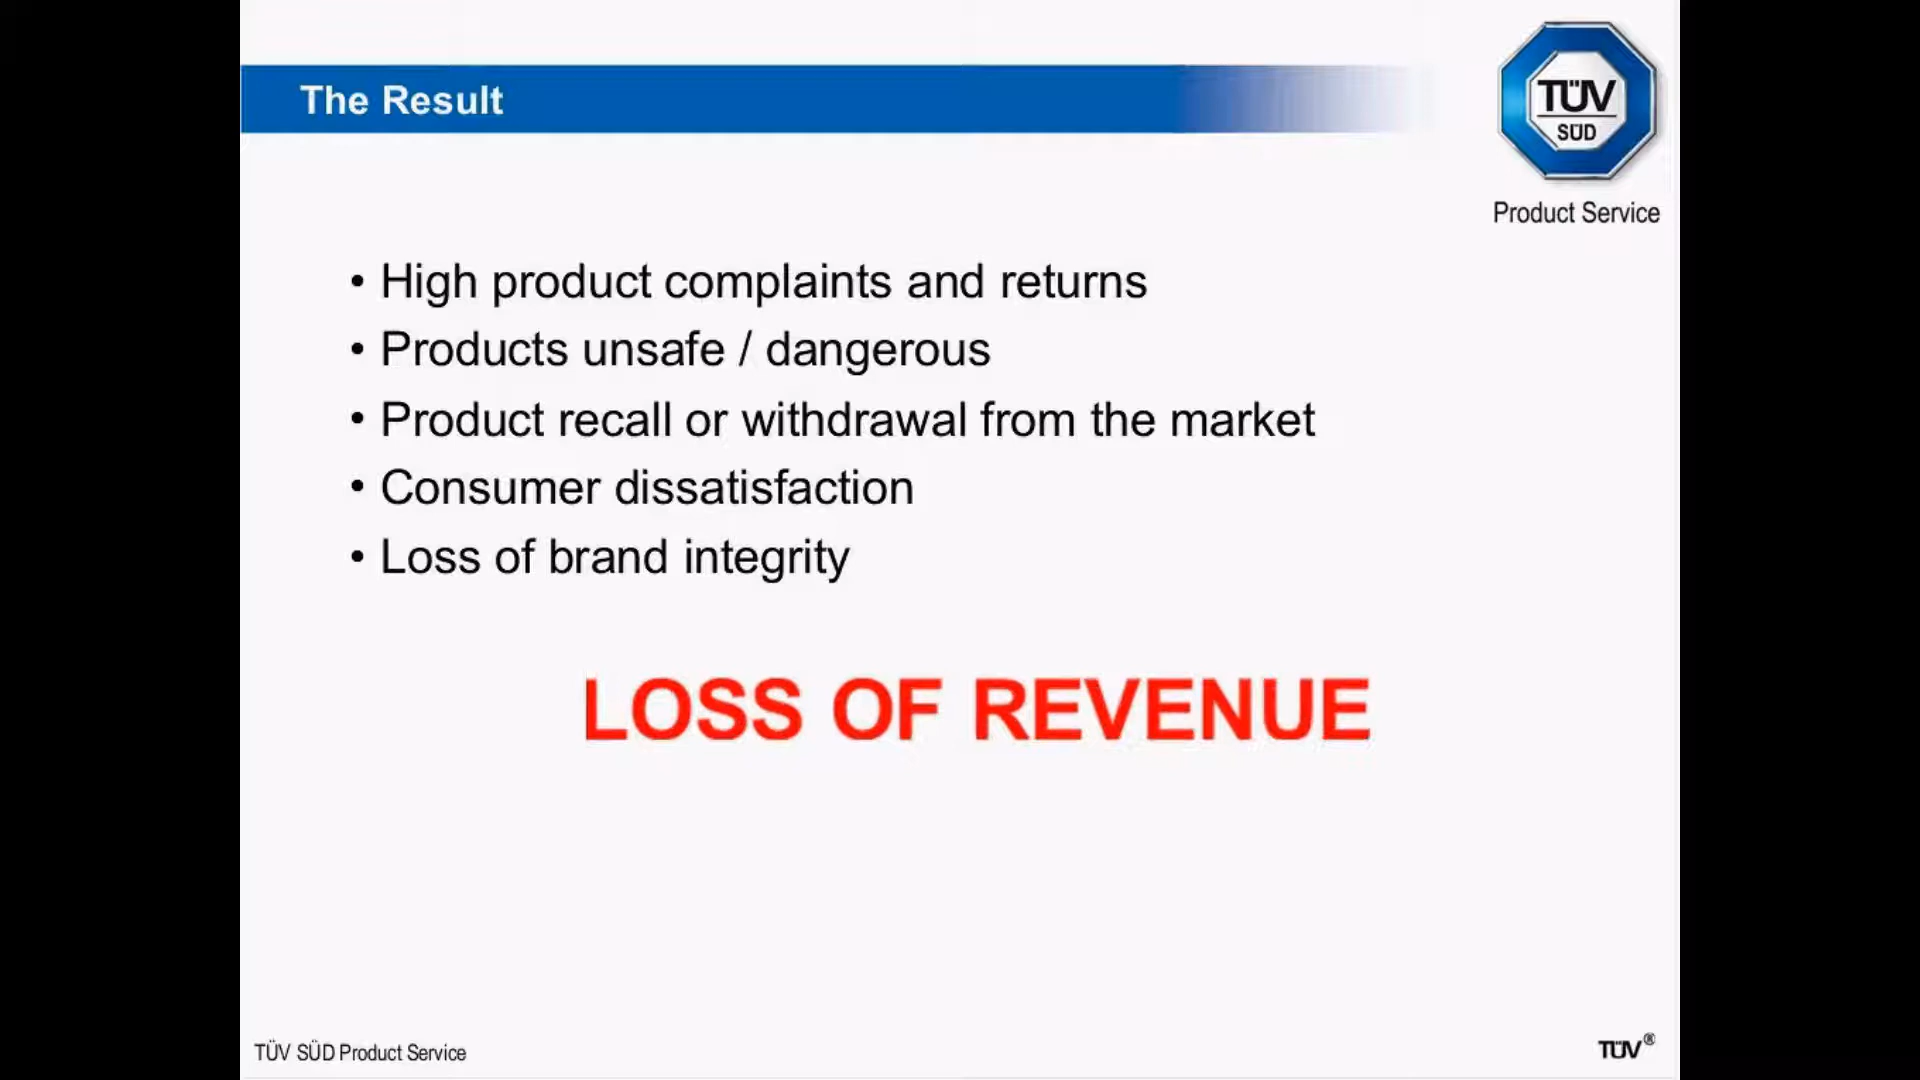 The Result
TÜV
SÜD
Product Service
• High product complaints and returns
• Products unsafe / dangerous
• Product recall or withdrawal from the market
• Consumer dissatisfaction
• Loss of brand integrity
LOSS OF REVENUE
TÜV SÜD Product Service
TÜV®